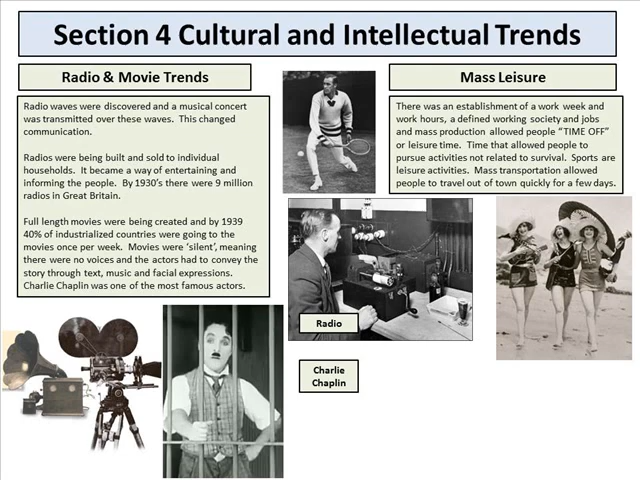 Section 4 Cultural and Intellectual Trends
Radio & Movie Trends
Radio waves were discovered and a musical concert
was transmitted over these waves.  This changed
communication.
Radios were being built and sold to individual
households.  It became a way of entertaining and
informing the people.  By 1930's there were 9 million
radios in Great Britain.
Full length movies were being created and by 1939
40% of industrialized countries were going to the
movies once per week.  Movies were 'silent', meaning
there were no voices and the actors had to convey the
story through text, music and facial expressions.
Charlie Chaplin was one of the most famous actors.
Mass Leisure
There was an establishment of a work week and
work hours, a defined working society and jobs
and mass production allowed people "TIME OFF"
or leisure time.  Time that allowed people to
pursue activities not related to survival.  Sports are
leisure activities.  Mass transportation allowed
people to travel out of town quickly for a few days.
Radio
Charlie
Chaplin